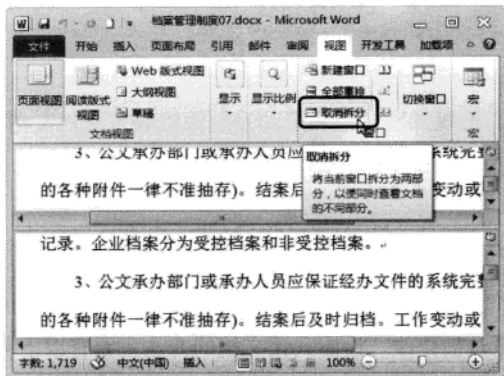 档案管理制度07.docx - Microsoft Word
文件 开始 插入 页面布局 引用 邮件 审阅 视图 开发工具 加载项
页面视图 阅读版式视图 Web 版式视图 大纲视图 草稿 显示 显示比例 新建窗口 全部重排 取消拆分 切换窗口 宏
文档视图 窗口 宏
取消拆分
将当前窗口拆分为两部
分，以便同时查看文档
的不同部分。
3、公文承办部门或承办人员应 系统完
的各种附件一律不准抽存)。结案后 变动或
记录。企业档案分为受控档案和非受控档案。
3、公文承办部门或承办人员应保证经办文件的系统完整
的各种附件一律不准抽存)。结案后及时归档。工作变动或
字数: 1,719 中文(中国) 插入 100%